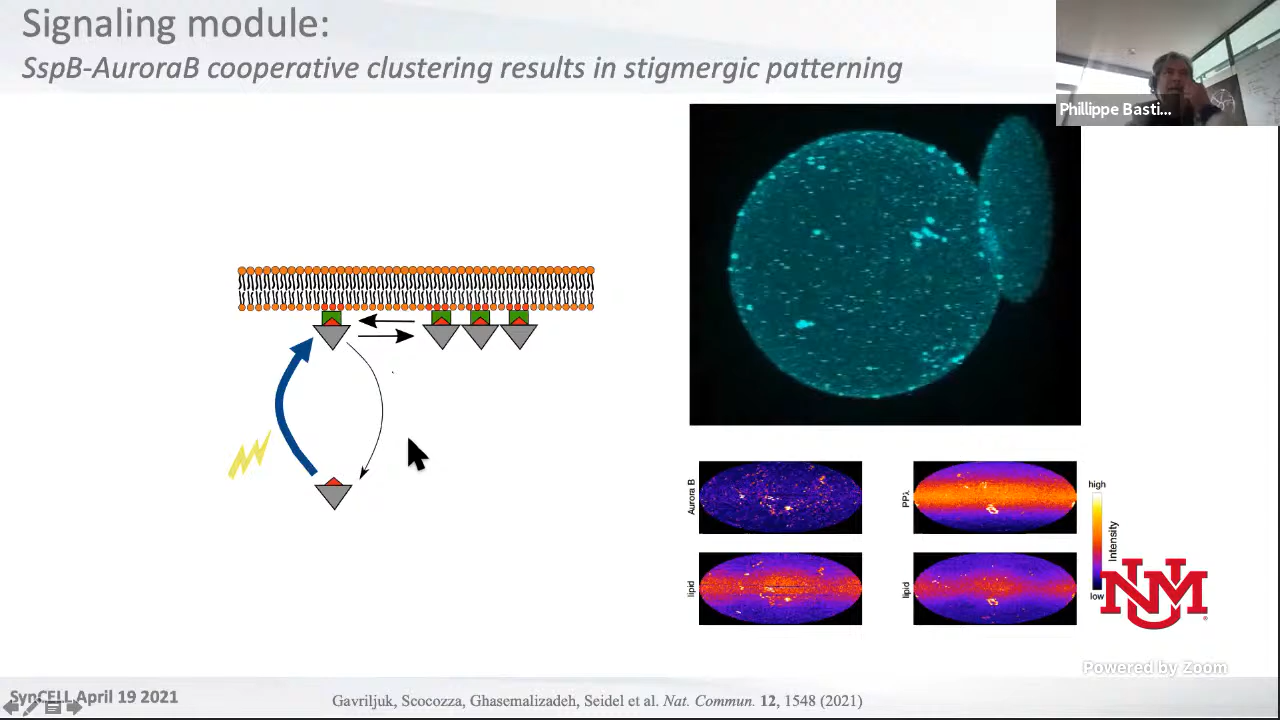 Signaling module:
SspB-AuroraB cooperative clustering results in stigmergic patterning
Phillippe Basti...
Aurora B
PPλ
high
Intensity
low
lipid
lipid
UNM
Powered by Zoom
SynCELL April 19 2021
Gavriljuk, Scocozza, Ghasemalizadeh, Seidel et al. Nat. Commun. 12, 1548 (2021)